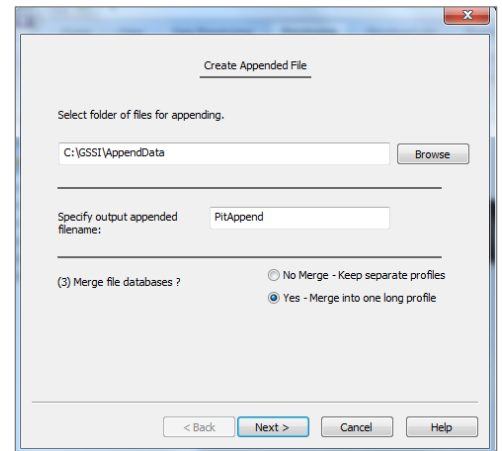 Create Appended File
Select folder of files for appending.
C:\GSSI\AppendData
Browse
Specify output appended
filename:
PitAppend
(3) Merge file databases ?
No Merge - Keep separate profiles
Yes - Merge into one long profile
< Back
Next >
Cancel
Help